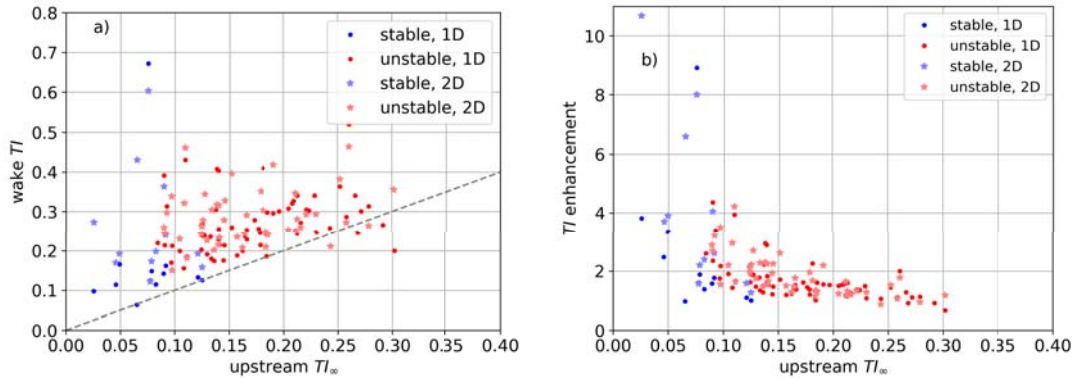 a)
stable, 1D
unstable, 1D
stable, 2D
unstable, 2D
wake TI
0.8
0.7
0.6
0.5
0.4
0.3
0.2
0.1
0.0
0.00 0.05 0.10 0.15 0.20 0.25 0.30 0.35 0.40
upstream TI∞
b)
stable, 1D
unstable, 1D
stable, 2D
unstable, 2D
TI enhancement
10
8
6
4
2
0
0.00 0.05 0.10 0.15 0.20 0.25 0.30 0.35 0.40
upstream TI∞